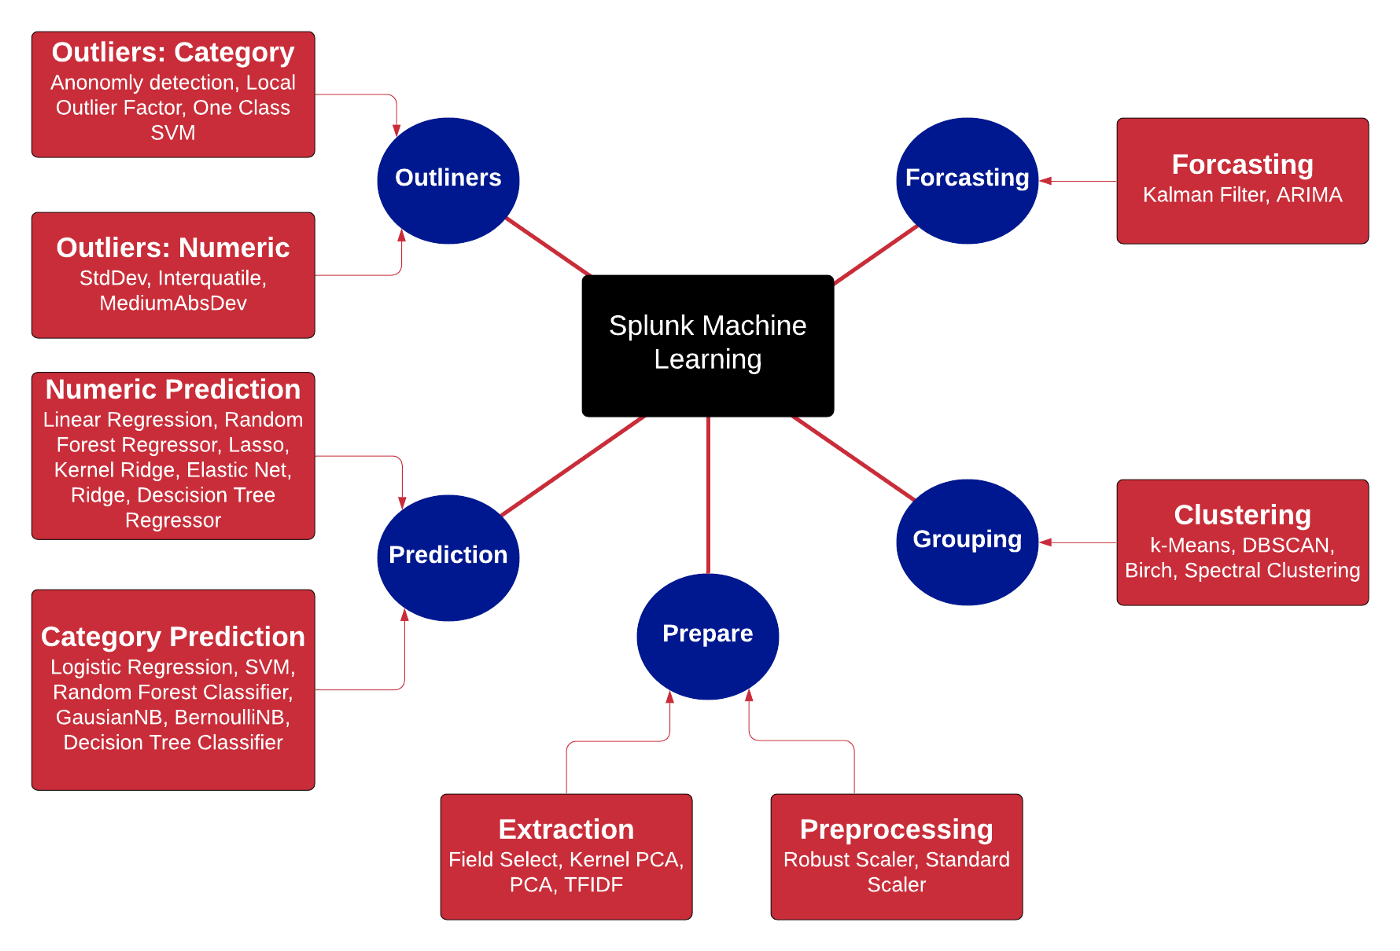 Outliers: Category
Anonomly detection, Local
Outlier Factor, One Class
SVM
Outliners
Forcasting
Forcasting
Kalman Filter, ARIMA
Outliers: Numeric
StdDev, Interquatile,
MediumAbsDev
Splunk Machine
Learning
Numeric Prediction
Linear Regression, Random
Forest Regressor, Lasso,
Kernel Ridge, Elastic Net,
Ridge, Descision Tree
Regressor
Prediction
Grouping
Clustering
k-Means, DBSCAN,
Birch, Spectral Clustering
Category Prediction
Logistic Regression, SVM,
Random Forest Classifier,
GausianNB, BernoulliNB,
Decision Tree Classifier
Prepare
Extraction
Field Select, Kernel PCA,
PCA, TFIDF
Preprocessing
Robust Scaler, Standard
Scaler